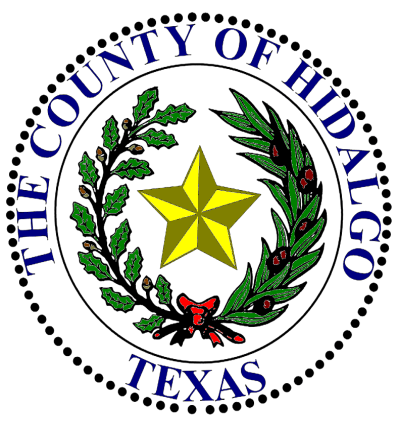 THE COUNTY OF HIDALGO
TEXAS